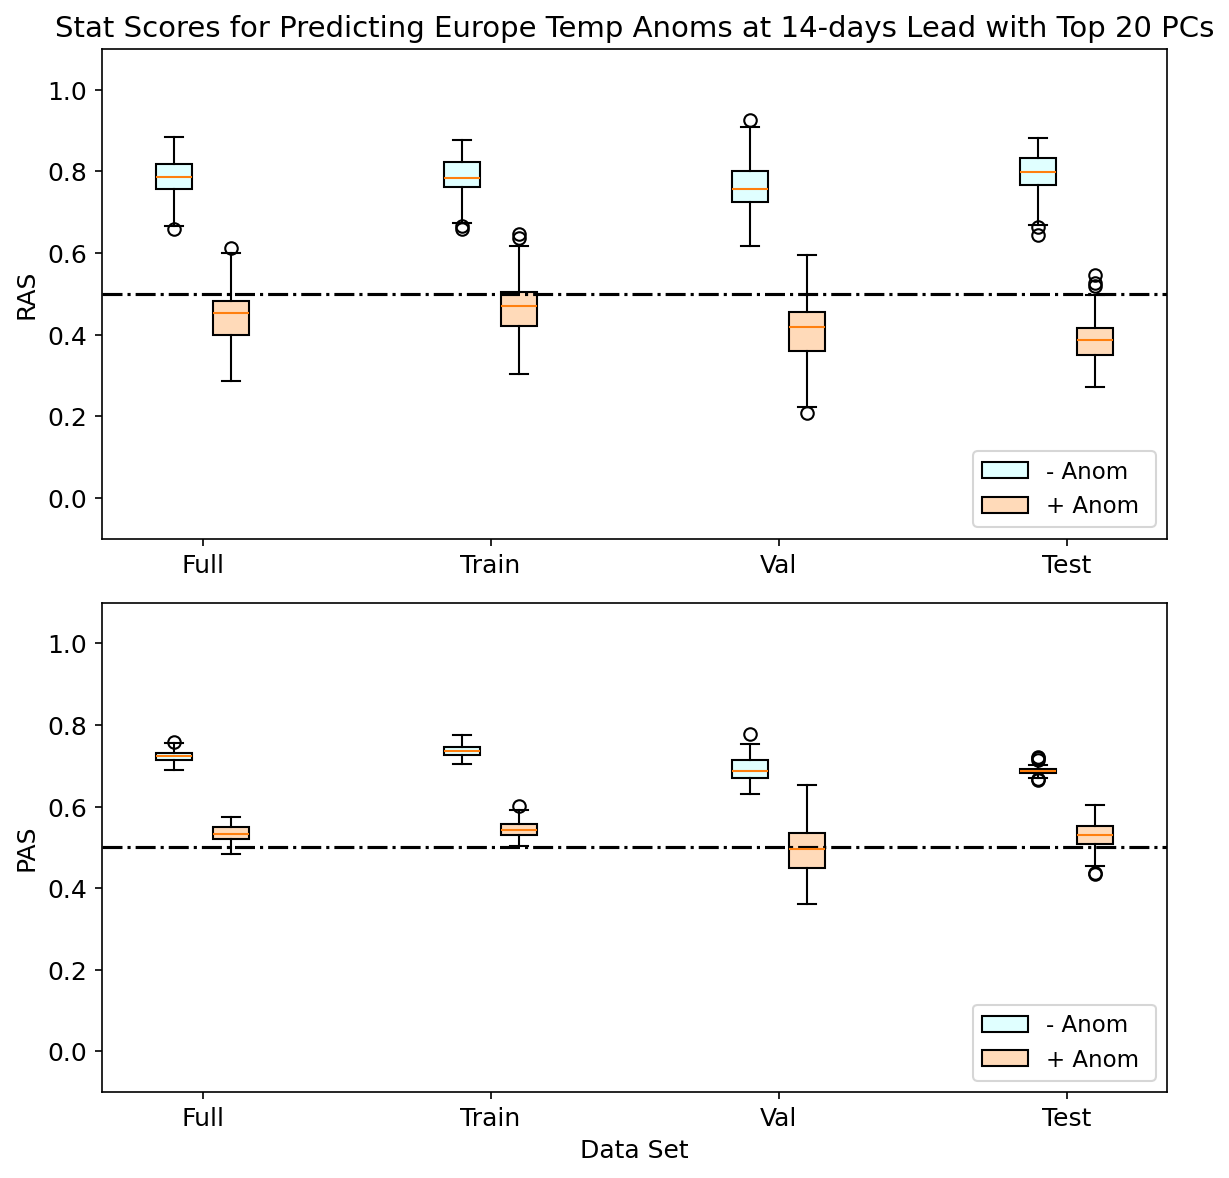 Stat Scores for Predicting Europe Temp Anoms at 14-days Lead with Top 20 PCs
RAS
1.0
0.8
0.6
0.4
0.2
0.0
- Anom
+ Anom
Full Train Val Test
PAS
1.0
0.8
0.6
0.4
0.2
0.0
- Anom
+ Anom
Full Train Val Test
Data Set